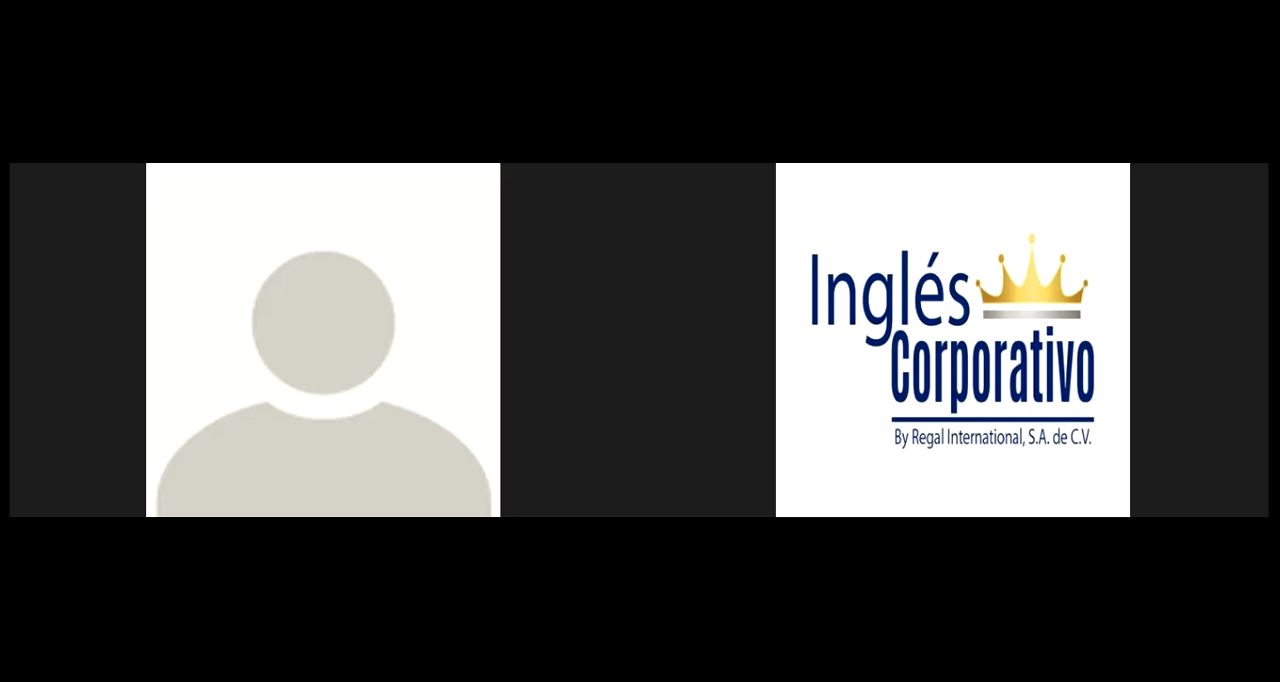 Inglés
Corporativo
By Regal International, S.A. de C.V.